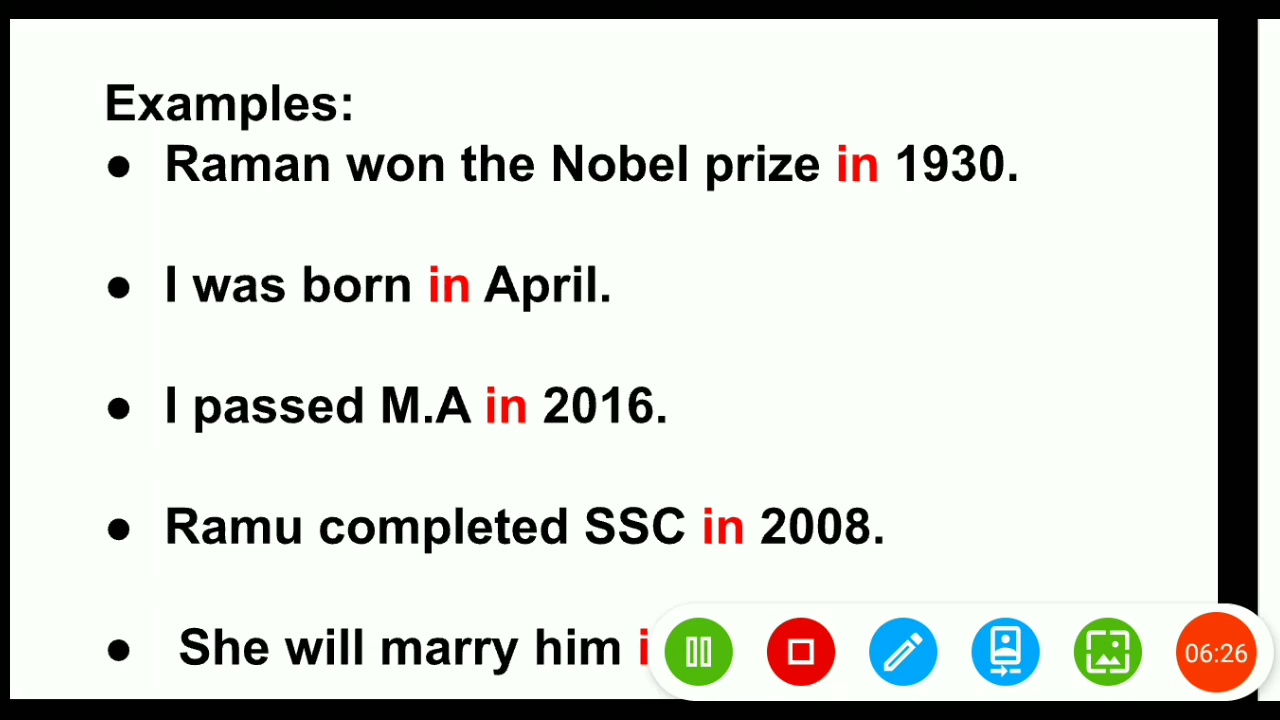 Examples:
● Raman won the Nobel prize in 1930.
● I was born in April.
● I passed M.A in 2016.
● Ramu completed SSC in 2008.
● She will marry him
06:26